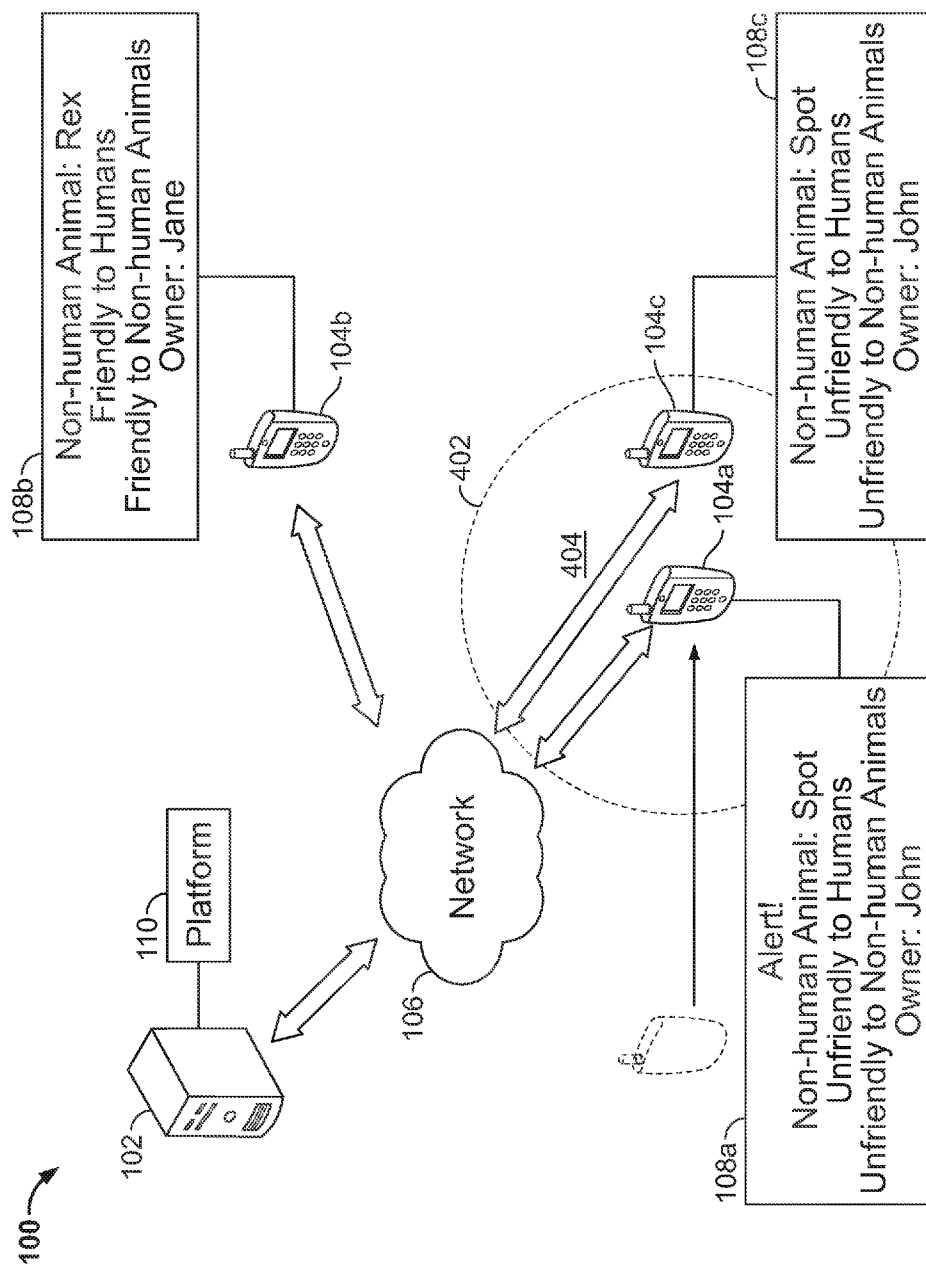 100
102
110
Platform
106
Network
108b
Non-human Animal: Rex
Friendly to Humans
Friendly to Non-human Animals
Owner: Jane
104b
402
404
104c
104a
108a
Alert!
Non-human Animal: Spot
Unfriendly to Humans
Unfriendly to Non-human Animals
Owner: John
108c
Non-human Animal: Spot
Unfriendly to Humans
Unfriendly to Non-human Animals
Owner: John